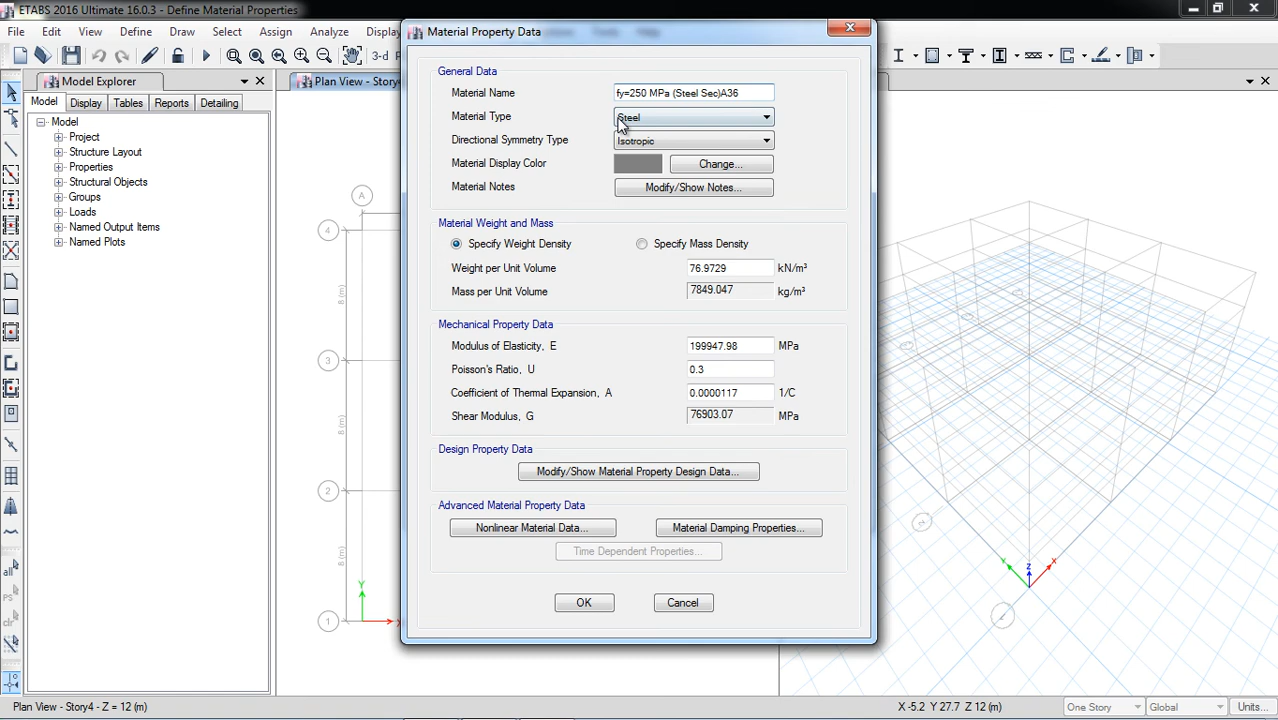 ETABS 2016 Ultimate 16.0.3 - Define Material Properties
File Edit View Define Draw Select Assign Analyze Display
3-d
Model Explorer
Model Display Tables Reports Detailing
Model
Project
Structure Layout
Properties
Structural Objects
Groups
Loads
Named Output Items
Named Plots
Plan View - Story4
A
4
3
2
1
B (m)
B (m)
B (m)
Y
Material Property Data
General Data
Material Name fy=250 MPa (Steel Sec)A36
Material Type Steel
Directional Symmetry Type Isotropic
Material Display Color Change...
Material Notes Modify/Show Notes...
Material Weight and Mass
Specify Weight Density Specify Mass Density
Weight per Unit Volume 76.9729 kN/m³
Mass per Unit Volume 7849.047 kg/m³
Mechanical Property Data
Modulus of Elasticity, E 199947.98 MPa
Poisson's Ratio, U 0.3
Coefficient of Thermal Expansion, A 0.0000117 1/C
Shear Modulus, G 76903.07 MPa
Design Property Data
Modify/Show Material Property Design Data...
Advanced Material Property Data
Nonlinear Material Data... Material Damping Properties...
Time Dependent Properties...
OK Cancel
Y Z X
Plan View - Story4 - Z = 12 (m) X -5.2 Y 27.7 Z 12 (m) One Story Global Units...